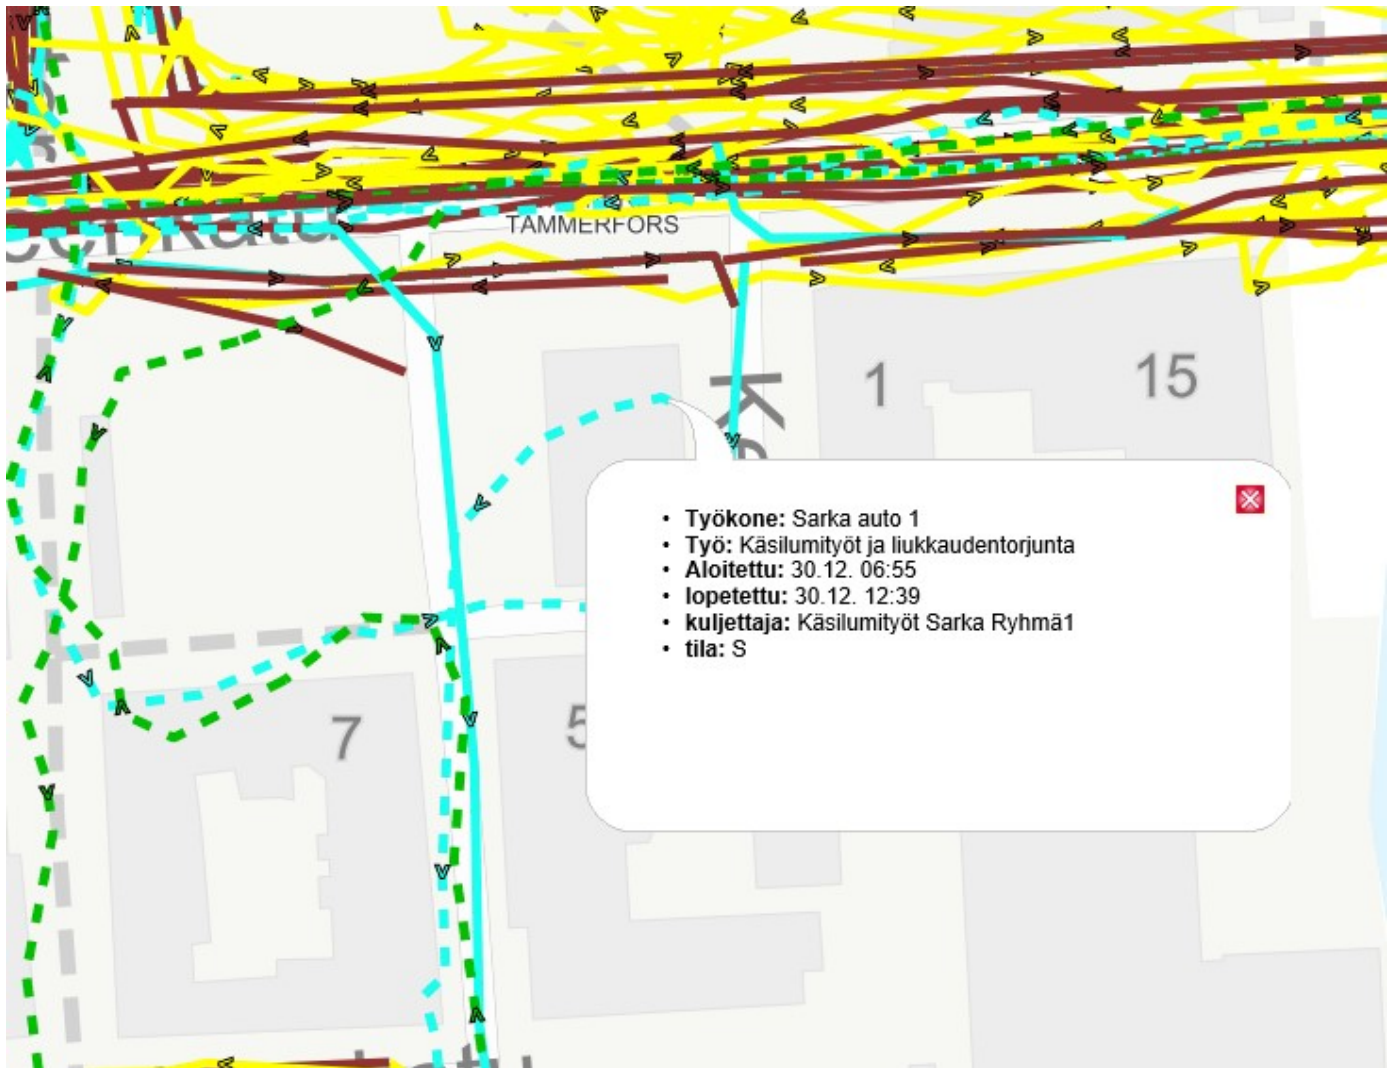 TAMMERFORS
1
15
• Työkone: Sarka auto 1
• Työ: Käsilumityöt ja liukkaudentorjunta
• Aloitettu: 30.12. 06:55
• lopetettu: 30.12. 12:39
• kuljettaja: Käsilumityöt Sarka Ryhmä1
• tila: S
7
5